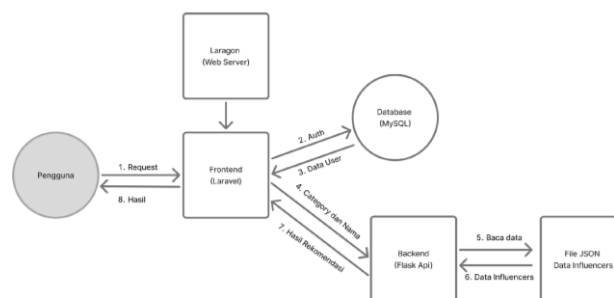 Laragon
(Web Server)
Database
(MySQL)
2. Auth
3. Data User
Pengguna
1. Request
8. Hasil
Frontend
(Laravel)
4. Category dan Nama
7. Hasil Rekomendasi
Backend
(Flask Api)
5. Baca data
6. Data Influencers
File JSON
Data Influencers